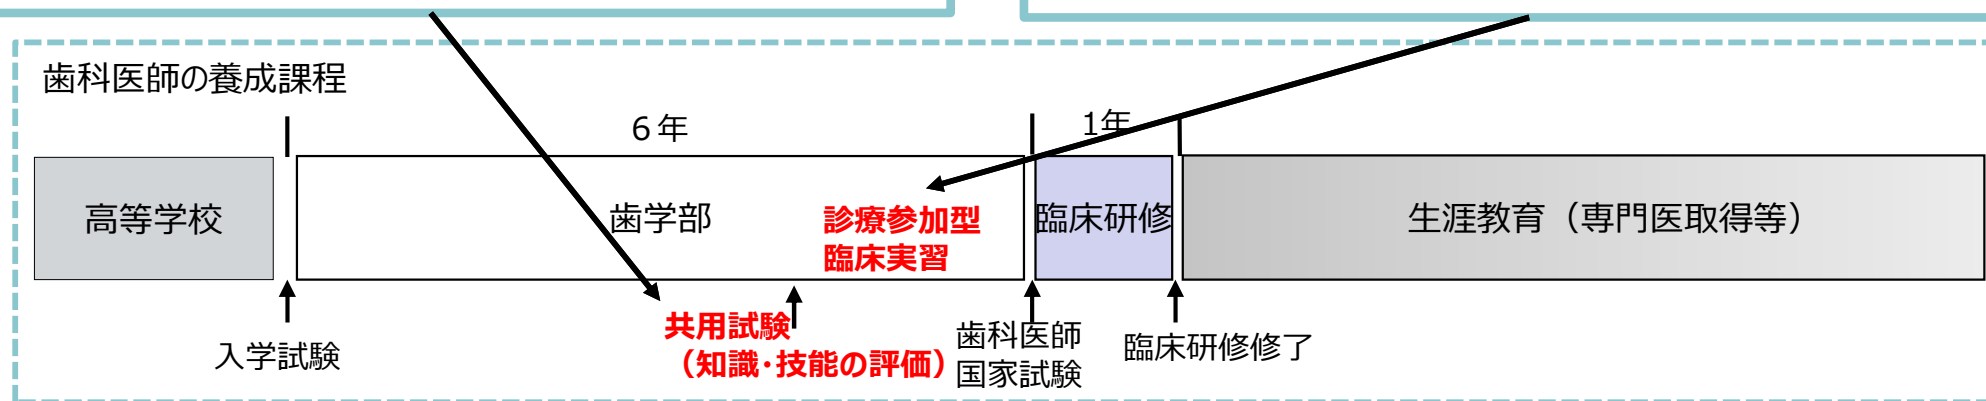 歯科医師の養成課程
６年
1年
高等学校
歯学部
診療参加型
臨床実習
臨床研修
生涯教育（専門医取得等）
入学試験
共用試験
（知識･技能の評価）
歯科医師
国家試験
臨床研修修了